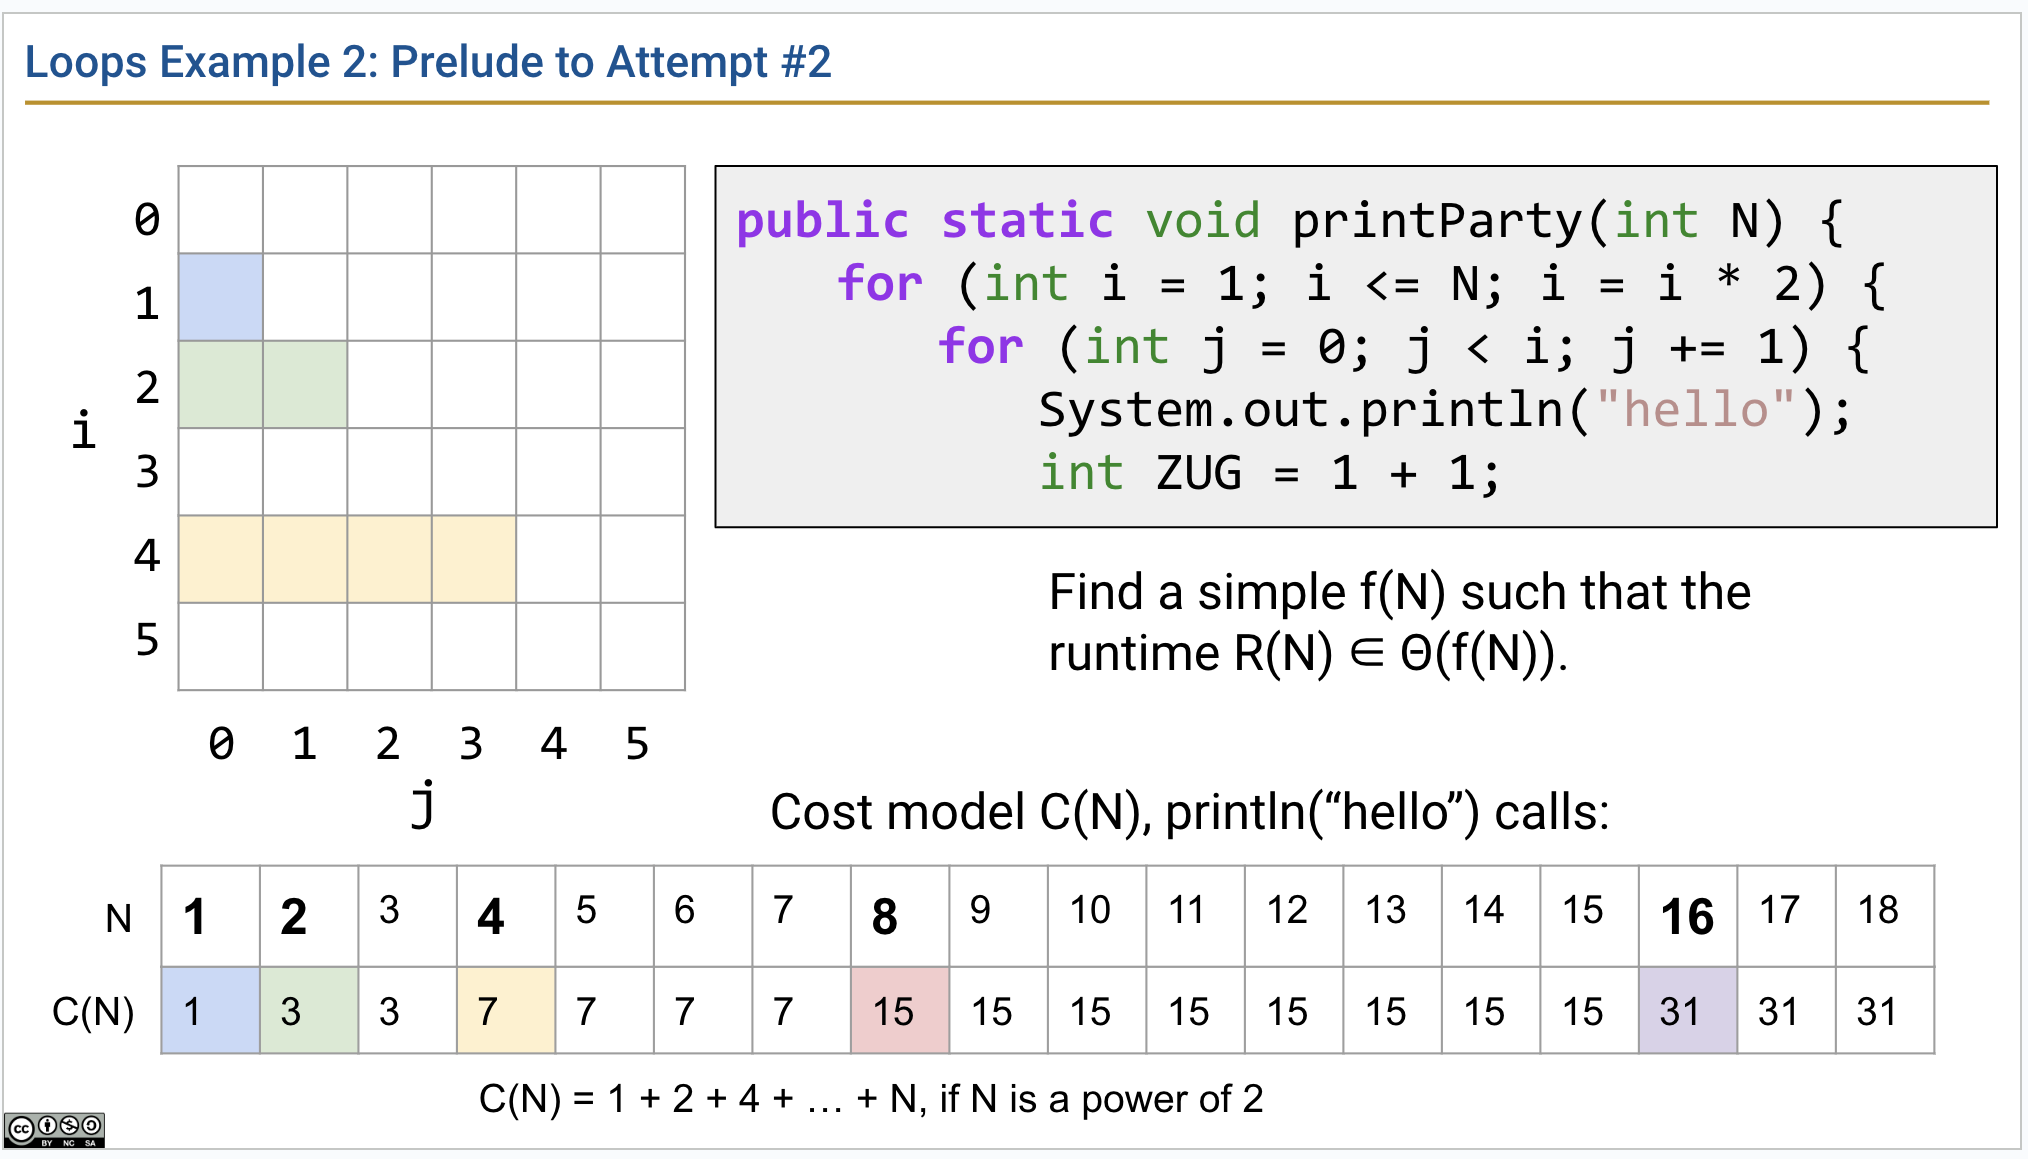 Loops Example 2: Prelude to Attempt #2
0
1
2
i
3
4
5
0 1 2 3 4 5
j
public static void printParty(int N) {
for (int i = 1; i <= N; i = i * 2) {
for (int j = 0; j < i; j += 1) {
System.out.println("hello");
int ZUG = 1 + 1;
Find a simple f(N) such that the
runtime R(N) ∈ Θ(f(N)).
Cost model C(N), println(“hello”) calls:
N 1 2 3 4 5 6 7 8 9 10 11 12 13 14 15 16 17 18
C(N) 1 3 3 7 7 7 7 15 15 15 15 15 15 15 15 31 31 31
C(N) = 1 + 2 + 4 + ... + N, if N is a power of 2
cc BY NC SA